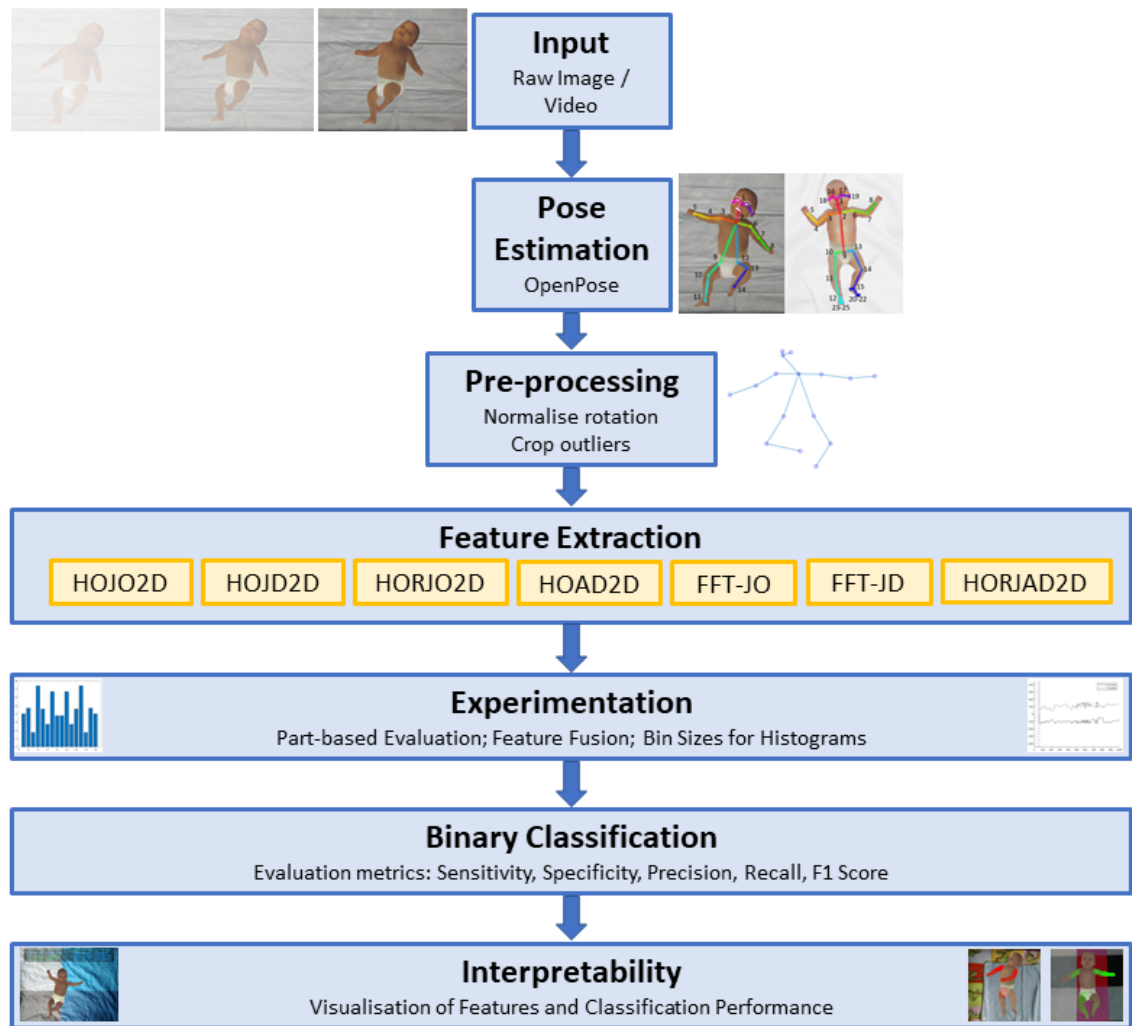 Input
Raw Image /
Video
Pose
Estimation
OpenPose
Pre-processing
Normalise rotation
Crop outliers
Feature Extraction
HOJO2D HOJD2D HORJO2D HOAD2D FFT-JO FFT-JD HORJAD2D
Experimentation
Part-based Evaluation; Feature Fusion; Bin Sizes for Histograms
Binary Classification
Evaluation metrics: Sensitivity, Specificity, Precision, Recall, F1 Score
Interpretability
Visualisation of Features and Classification Performance